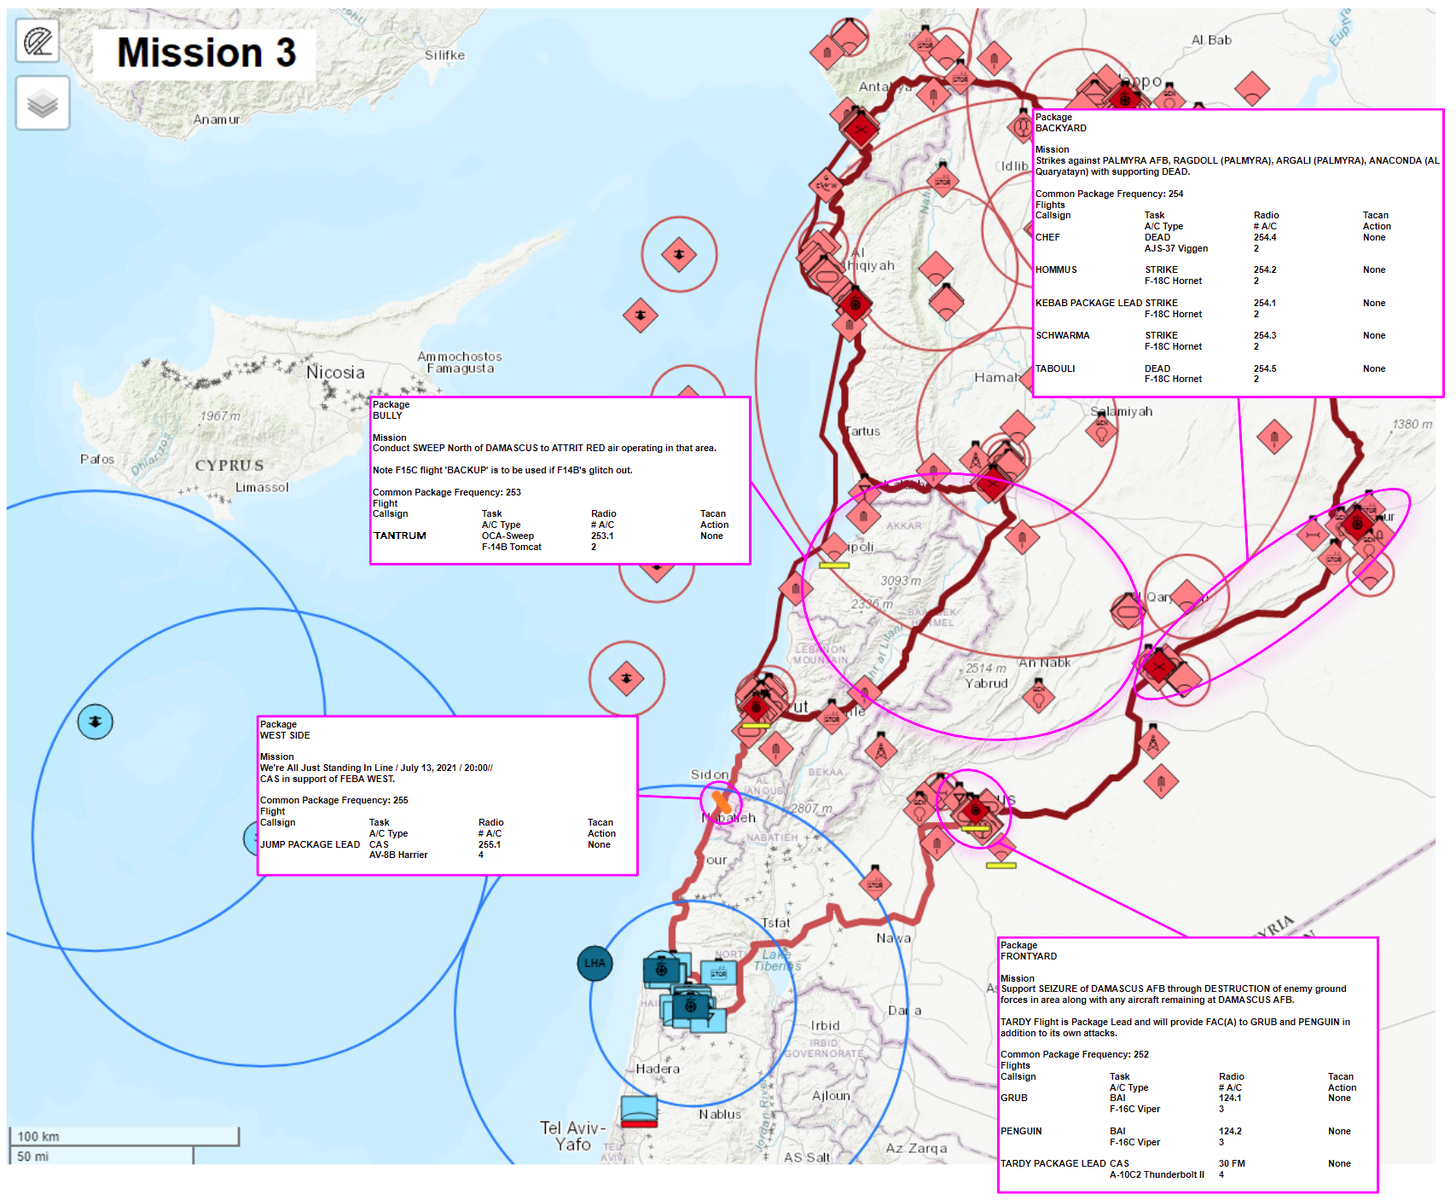 Mission 3
Silifke
Anamur
Al Bab
Idlib
Hamah
Salamiyah
1380 m
Tartus
Ammochostos
Famagusta
Nicosia
1967 m
Pafos
CYPRUS
Limassol
Package
BACKYARD
Mission
Strikes against PALMYRA AFB, RAGDOLL (PALMYRA), ARGALI (PALMYRA), ANACONDA (AL
Quaryatayn) with supporting DEAD.
Common Package Frequency: 254
Flights
Callsign Task Radio Tacan
A/C Type # A/C Action
CHEF DEAD 254.4 None
AJS-37 Viggen 2
HOMMUS STRIKE 254.2 None
F-18C Hornet 2
KEBAB PACKAGE LEAD STRIKE 254.1 None
F-18C Hornet 2
SCHWARMA STRIKE 254.3 None
F-18C Hornet 2
TABOULI DEAD 254.5 None
F-18C Hornet 2
Package
BULLY
Mission
Conduct SWEEP North of DAMASCUS to ATTRIT RED air operating in that area.
Note F15C flight 'BACKUP' is to be used if F14B's glitch out.
Common Package Frequency: 253
Flight
Callsign Task Radio Tacan
A/C Type # A/C Action
TANTRUM OCA-Sweep 253.1 None
F-14B Tomcat 2
AKKAR
3093 m
2336 m
LEBANON
MOUNTAIN
An Nabk
2514 m
Yabrud
BEKAA
Sidon
2807 m
NABATIEH
Package
WEST SIDE
Mission
We're All Just Standing In Line / July 13, 2021 / 20:00//
CAS in support of FEBA WEST.
Common Package Frequency: 255
Flight
Callsign Task Radio Tacan
A/C Type # A/C Action
JUMP PACKAGE LEAD CAS 255.1 None
AV-8B Harrier 4
Tsfat
Nawa
LHA
STOR
Lake
Irbid
IRBID
GOVERNORATE
Hadera
Ajloun
Nablus
Tel Aviv-
Yafo
AS Salt
Az Zarqa
100 km
50 mi
Package
FRONTYARD
Mission
Support SEIZURE of DAMASCUS AFB through DESTRUCTION of enemy ground
forces in area along with any aircraft remaining at DAMASCUS AFB.
TARDY Flight is Package Lead and will provide FAC(A) to GRUB and PENGUIN in
addition to its own attacks.
Common Package Frequency: 252
Flights
Callsign Task Radio Tacan
A/C Type # A/C Action
GRUB BAI 124.1 None
F-16C Viper 3
PENGUIN BAI 124.2 None
F-16C Viper 3
TARDY PACKAGE LEAD CAS 30 FM None
A-10C2 Thunderbolt II 4